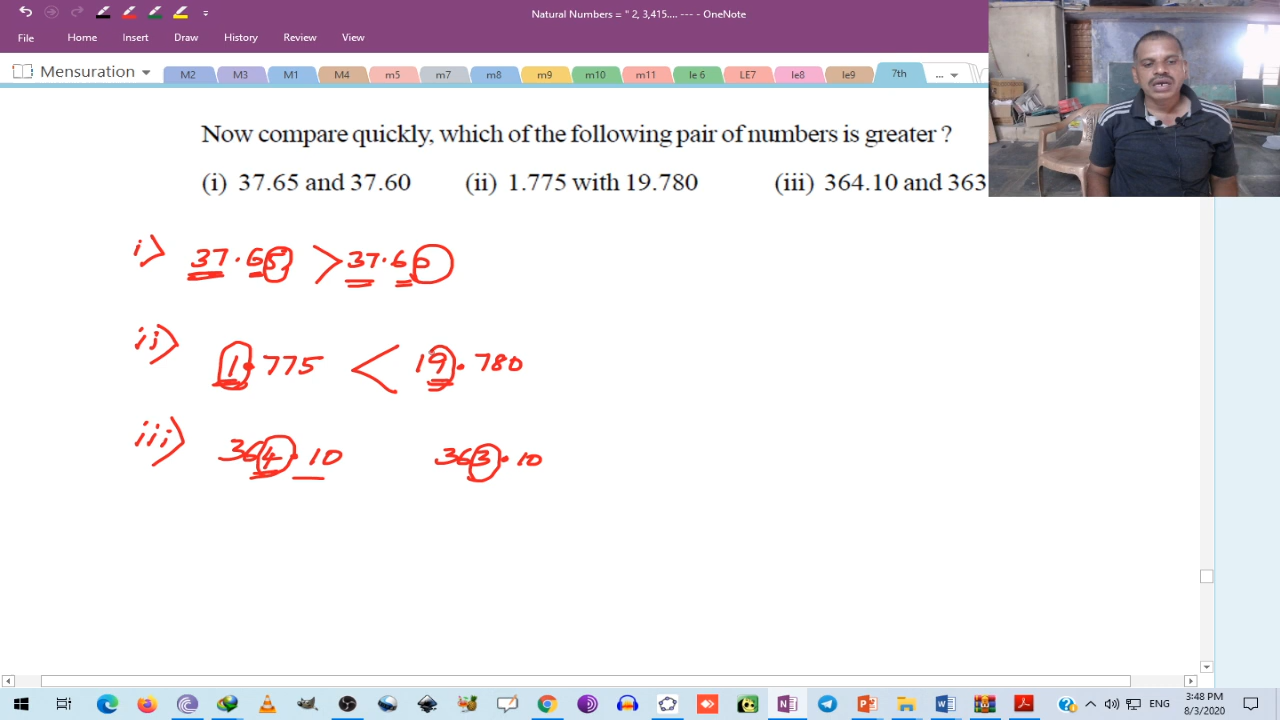 Natural Numbers = " 2, 3,415.... --- - OneNote
File Home Insert Draw History Review View
Mensuration M2 M3 M1 M4 m5 m7 m8 m9 m10 m11 le 6 LE7 le8 le9 7th ...
Now compare quickly, which of the following pair of numbers is greater ?
(i) 37.65 and 37.60 (ii) 1.775 with 19.780 (iii) 364.10 and 363
i) 37.65 > 37.60
ii) 1.775 < 19.780
iii) 364.10 363.10
ENG
3:48 PM
8/3/2020